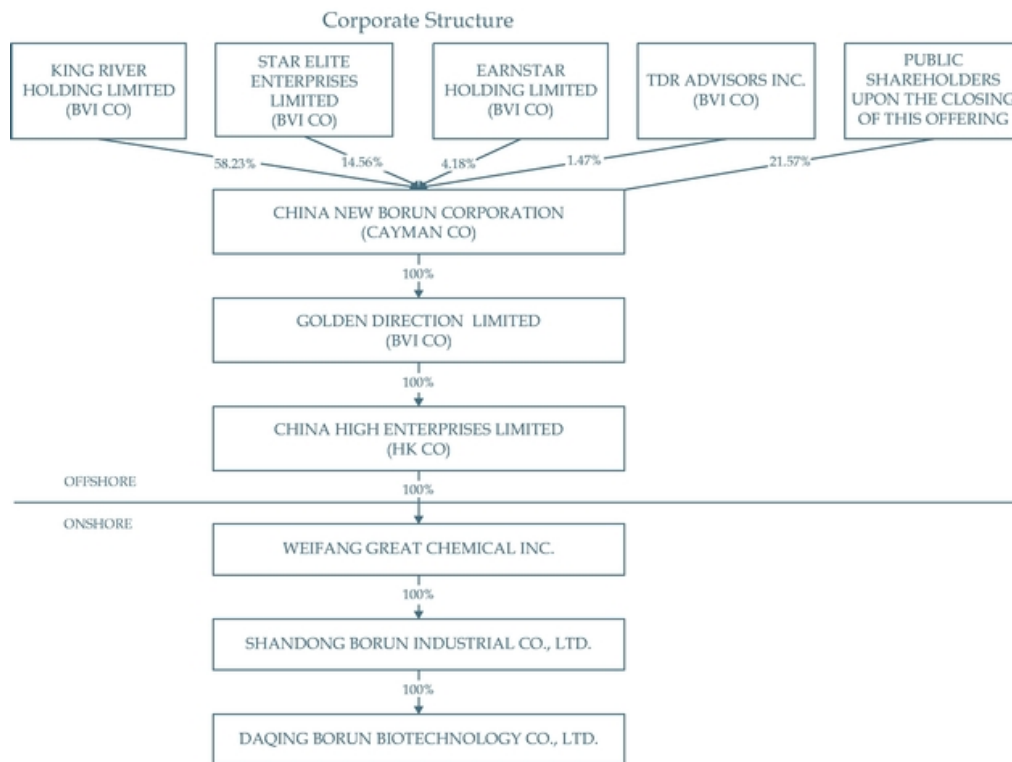 Corporate Structure
KING RIVER
HOLDING LIMITED
(BVI CO)
STAR ELITE
ENTERPRISES
LIMITED
(BVI CO)
EARNSTAR
HOLDING LIMITED
(BVI CO)
TDR ADVISORS INC.
(BVI CO)
PUBLIC
SHAREHOLDERS
UPON THE CLOSING
OF THIS OFFERING
58.23%
14.56%
4.18%
1.47%
21.57%
CHINA NEW BORUN CORPORATION
(CAYMAN CO)
100%
GOLDEN DIRECTION LIMITED
(BVI CO)
100%
CHINA HIGH ENTERPRISES LIMITED
(HK CO)
OFFSHORE
100%
ONSHORE
WEIFANG GREAT CHEMICAL INC.
100%
SHANDONG BORUN INDUSTRIAL CO., LTD.
100%
DAQING BORUN BIOTECHNOLOGY CO., LTD.